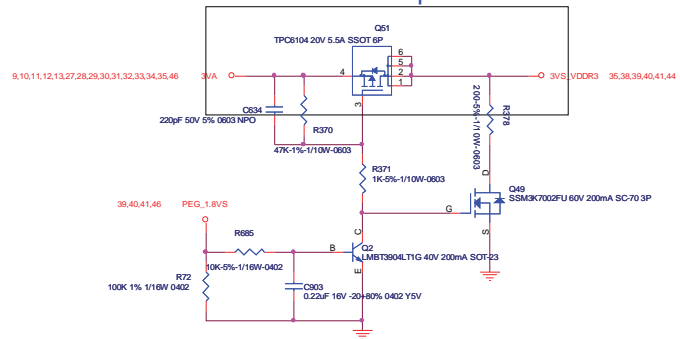 Q51
TPC6104 20V 5.5A SSOT 6P
9,10,11,12,13,27,28,29,30,31,32,33,34,35,46 3VA
4
6
5
2
1
3VS_VDDR3 35,38,39,40,41,44
3
C634
220pF 50V 5% 0603 NPO
R370
47K-1%-1/10W-0603
R378
200-5%-1/10W-0603
R371
1K-5%-1/10W-0603
D
Q49
SSM3K7002FU 60V 200mA SC-70 3P
G
S
39,40,41,46 PEG_1.8VS
R685
10K-5%-1/16W-0402
C
B
Q2
LMBT3904LT1G 40V 200mA SOT-23
E
R72
100K 1% 1/16W 0402
C903
0.22uF 16V -20+80% 0402 Y5V